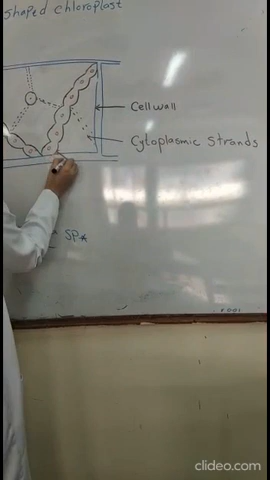 shaped chloroplast
Cell wall
Cytoplasmic strands
SP*
clideo.com